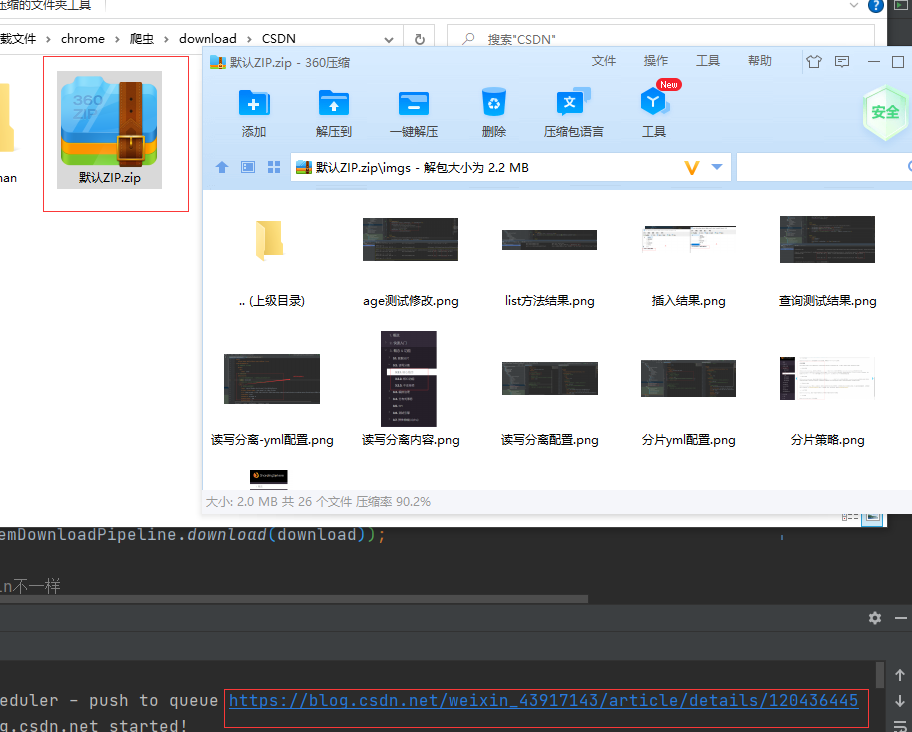 压缩的文件夹工具
载文件 › chrome › 爬虫 › download › CSDN
搜索"CSDN"
man
360
ZIP
默认ZIP.zip
默认ZIP.zip - 360压缩
文件 操作 工具 帮助
New
添加 解压到 一键解压 删除 压缩包语言 工具
安全
默认ZIP.zip\imgs - 解包大小为 2.2 MB
.. (上级目录) age测试修改.png list方法结果.png 插入结果.png 查询测试结果.png
读写分离-yml配置.png 读写分离内容.png 读写分离配置.png 分片yml配置.png 分片策略.png
大小: 2.0 MB 共 26 个文件 压缩率 90.2%
emDownloadPipeline.download(download));
in不一样
eduler - push to queue https://blog.csdn.net/weixin_43917143/article/details/120436445
g.csdn.net started!